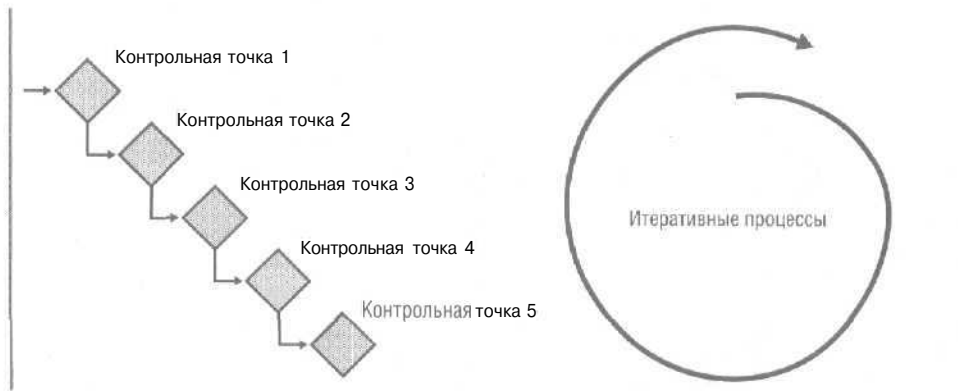 Контрольная точка 1
Контрольная точка 2
Контрольная точка 3
Контрольная точка 4
Контрольная точка 5
Итеративные процессы